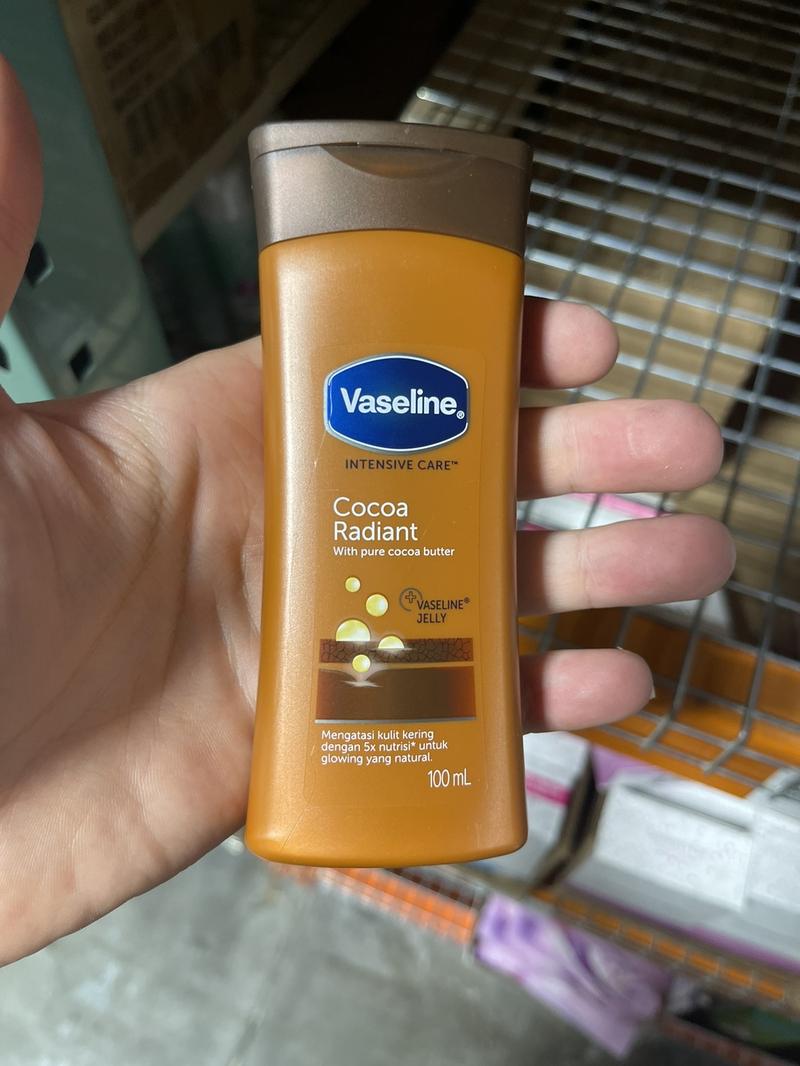 Vaseline®
INTENSIVE CARE™
Cocoa
Radiant
With pure cocoa butter
VASELINE®
JELLY
Mengatasi kulit kering
dengan 5x nutrisi* untuk
glowing yang natural.
100 mL